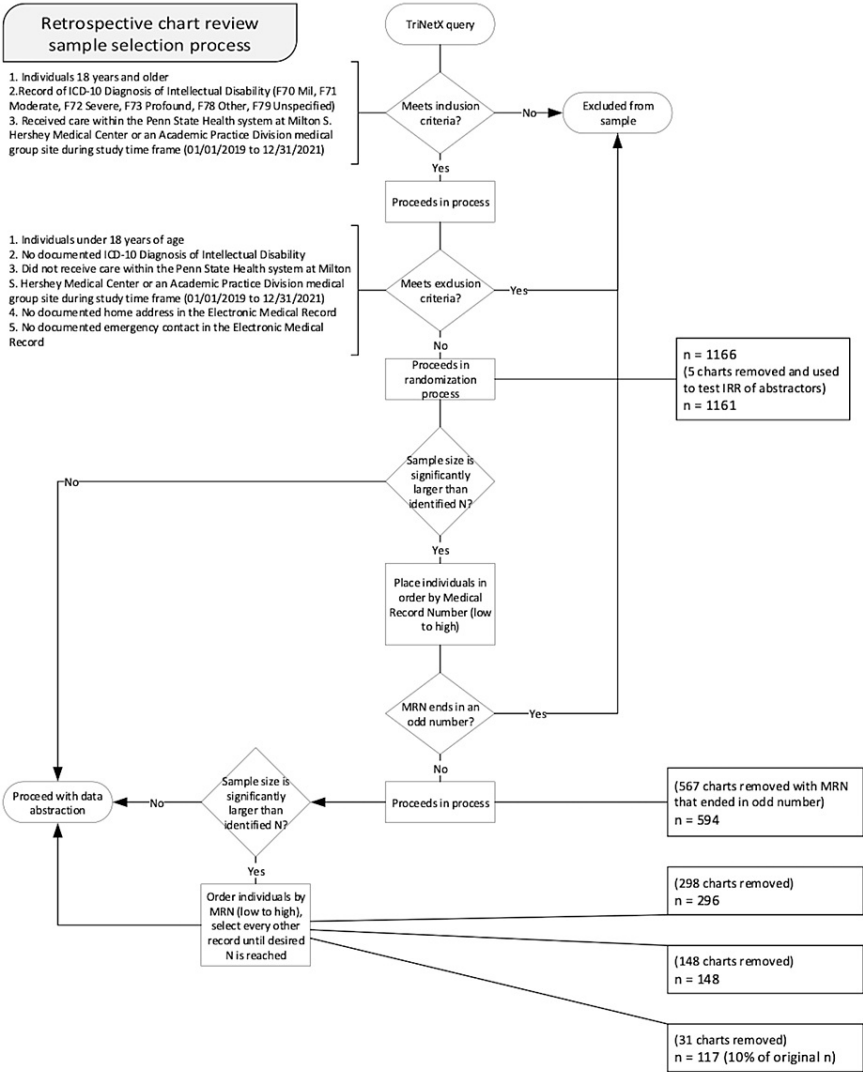 Retrospective chart review
sample selection process
TriNetX query
1. Individuals 18 years and older
2.Record of ICD-10 Diagnosis of Intellectual Disability (F70 Mil, F71
Moderate, F72 Severe, F73 Profound, F78 Other, F79 Unspecified)
3. Received care within the Penn State Health system at Milton S.
Hershey Medical Center or an Academic Practice Division medical
group site during study time frame (01/01/2019 to 12/31/2021)
Meets inclusion
criteria?
No
Excluded from
sample
Yes
Proceeds in process
1. Individuals under 18 years of age
2. No documented ICD-10 Diagnosis of Intellectual Disability
3. Did not receive care within the Penn State Health system at Milton
S. Hershey Medical Center or an Academic Practice Division medical
group site during study time frame (01/01/2019 to 12/31/2021)
4. No documented home address in the Electronic Medical Record
5. No documented emergency contact in the Electronic Medical
Record
Meets exclusion
criteria?
Yes
No
Proceeds in
randomization
process
n = 1166
(5 charts removed and used
to test IRR of abstractors)
n = 1161
Sample size is
significantly
larger than
identified N?
No
Yes
Place individuals in
order by Medical
Record Number (low
to high)
MRN ends in an
odd number?
Yes
No
Proceeds in process
(567 charts removed with MRN
that ended in odd number)
n = 594
Sample size is
significantly
larger than
identified N?
No
Proceed with data
abstraction
Yes
Order individuals by
MRN (low to high),
select every other
record until desired
N is reached
(298 charts removed)
n = 296
(148 charts removed)
n = 148
(31 charts removed)
n = 117 (10% of original n)